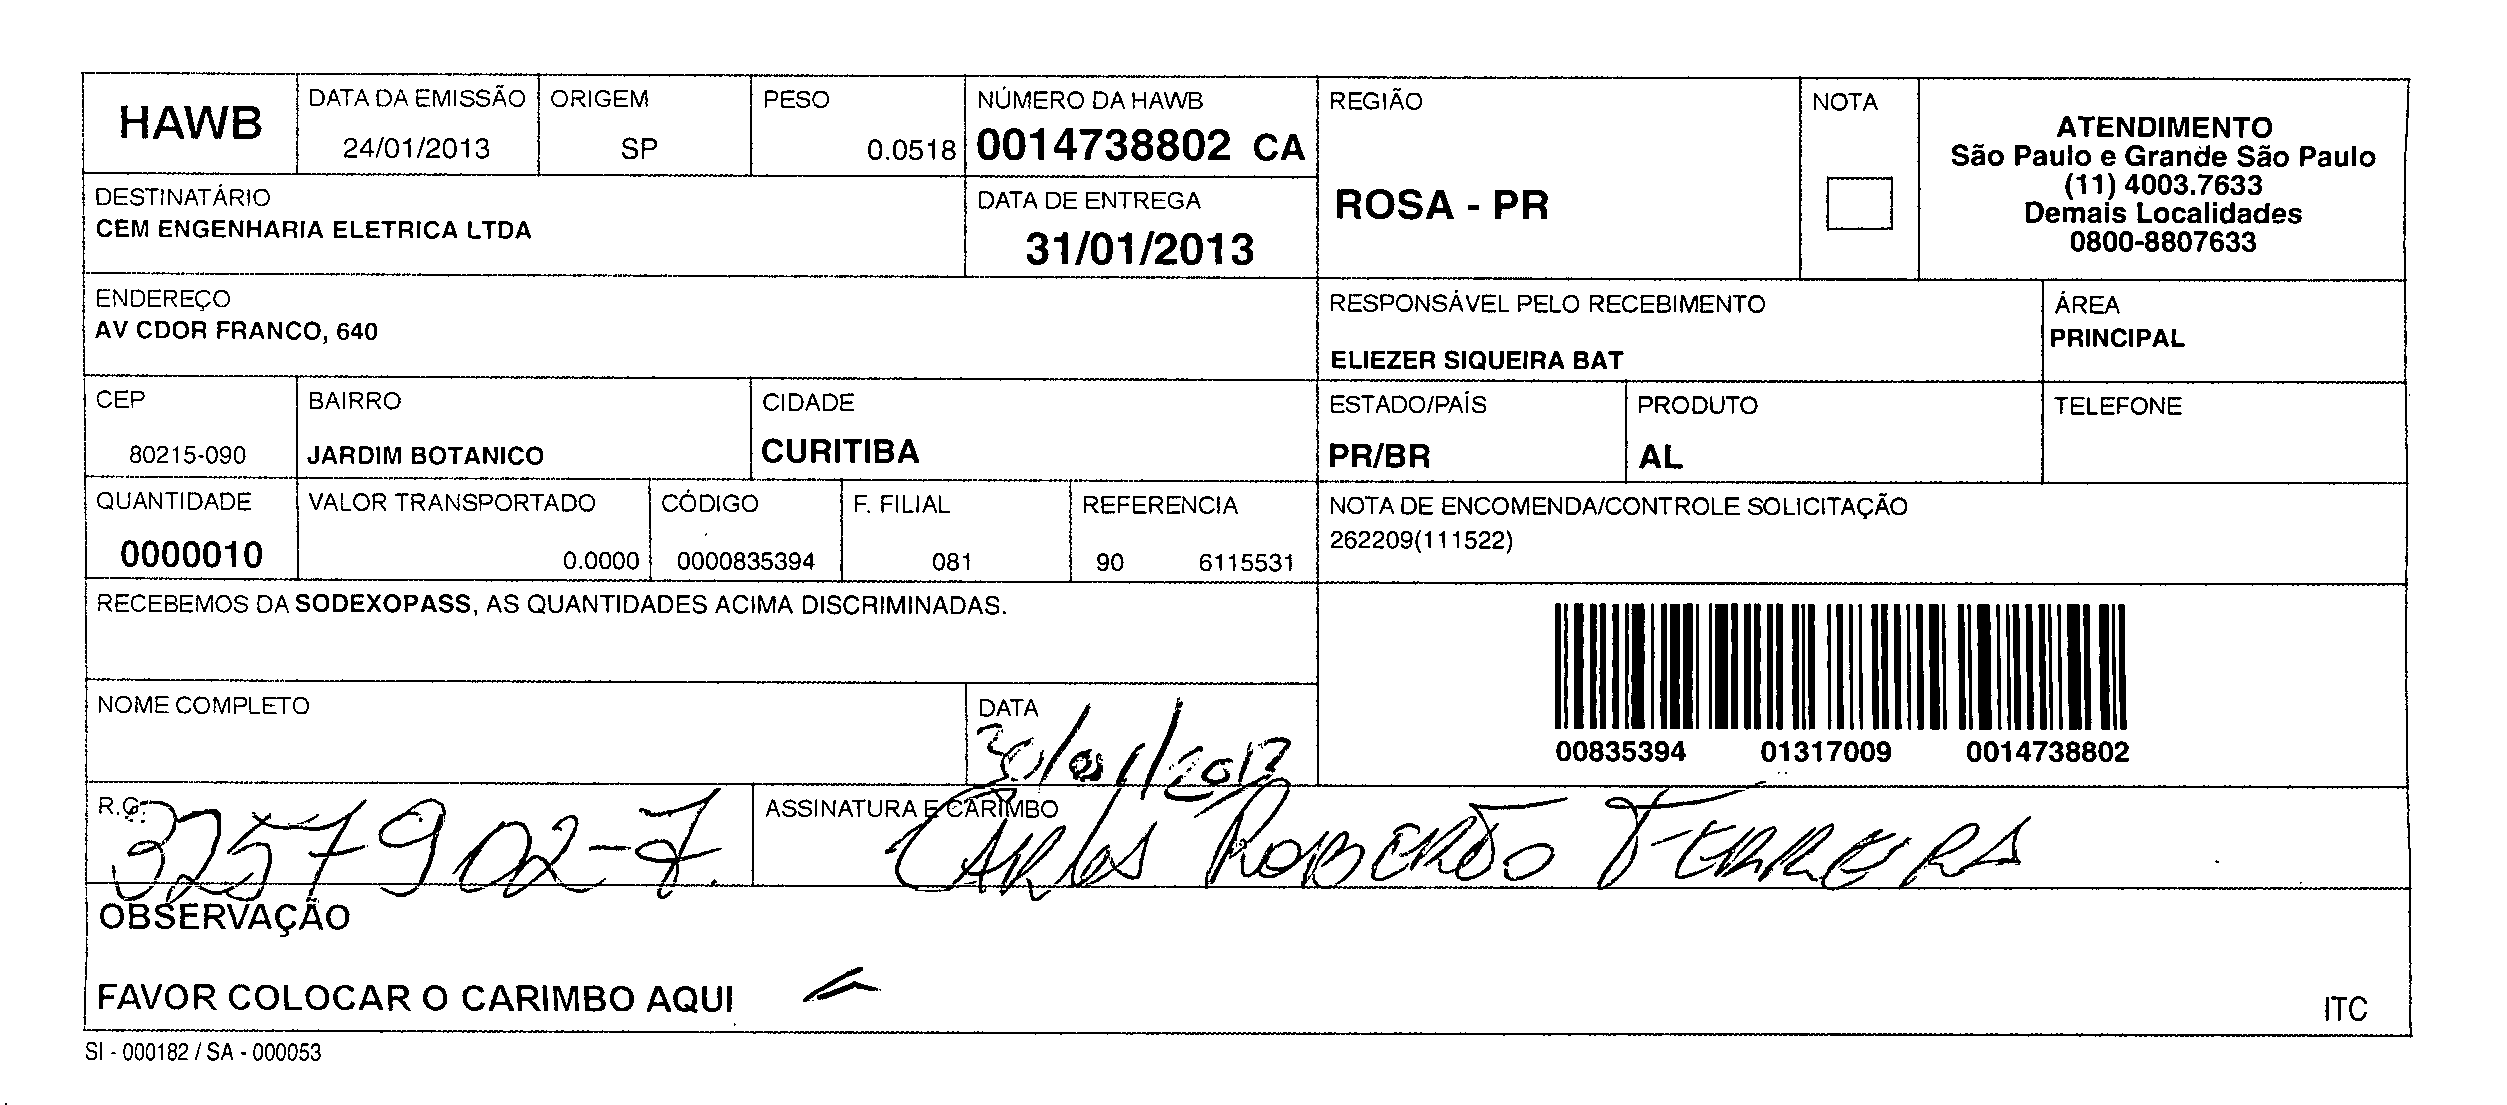 HAWB
DATA DA EMISSÃO
24/01/2013
ORIGEM
SP
PESO
0.0518
NÚMERO DA HAWB
0014738802 CA
REGIÃO
ROSA - PR
NOTA
ATENDIMENTO
São Paulo e Grande São Paulo
(11) 4003.7633
Demais Localidades
0800-8807633
DESTINATÁRIO
CEM ENGENHARIA ELETRICA LTDA
DATA DE ENTREGA
31/01/2013
ENDEREÇO
AV CDOR FRANCO, 640
RESPONSÁVEL PELO RECEBIMENTO
ELIEZER SIQUEIRA BAT
ÁREA
PRINCIPAL
CEP
80215-090
BAIRRO
JARDIM BOTANICO
CIDADE
CURITIBA
ESTADO/PAÍS
PR/BR
PRODUTO
AL
TELEFONE
QUANTIDADE
0000010
VALOR TRANSPORTADO
0.0000
CÓDIGO
0000835394
F. FILIAL
081
REFERENCIA
90 6115531
NOTA DE ENCOMENDA/CONTROLE SOLICITAÇÃO
262209(111522)
RECEBEMOS DA SODEXOPASS, AS QUANTIDADES ACIMA DISCRIMINADAS.
00835394 01317009 0014738802
NOME COMPLETO
DATA
30/01/2013
R.G.
3257902-7.
ASSINATURA E CARIMBO
CARLOS ROBERTO FERREIRA
OBSERVAÇÃO
FAVOR COLOCAR O CARIMBO AQUI
ITC
SI - 000182 / SA - 000053